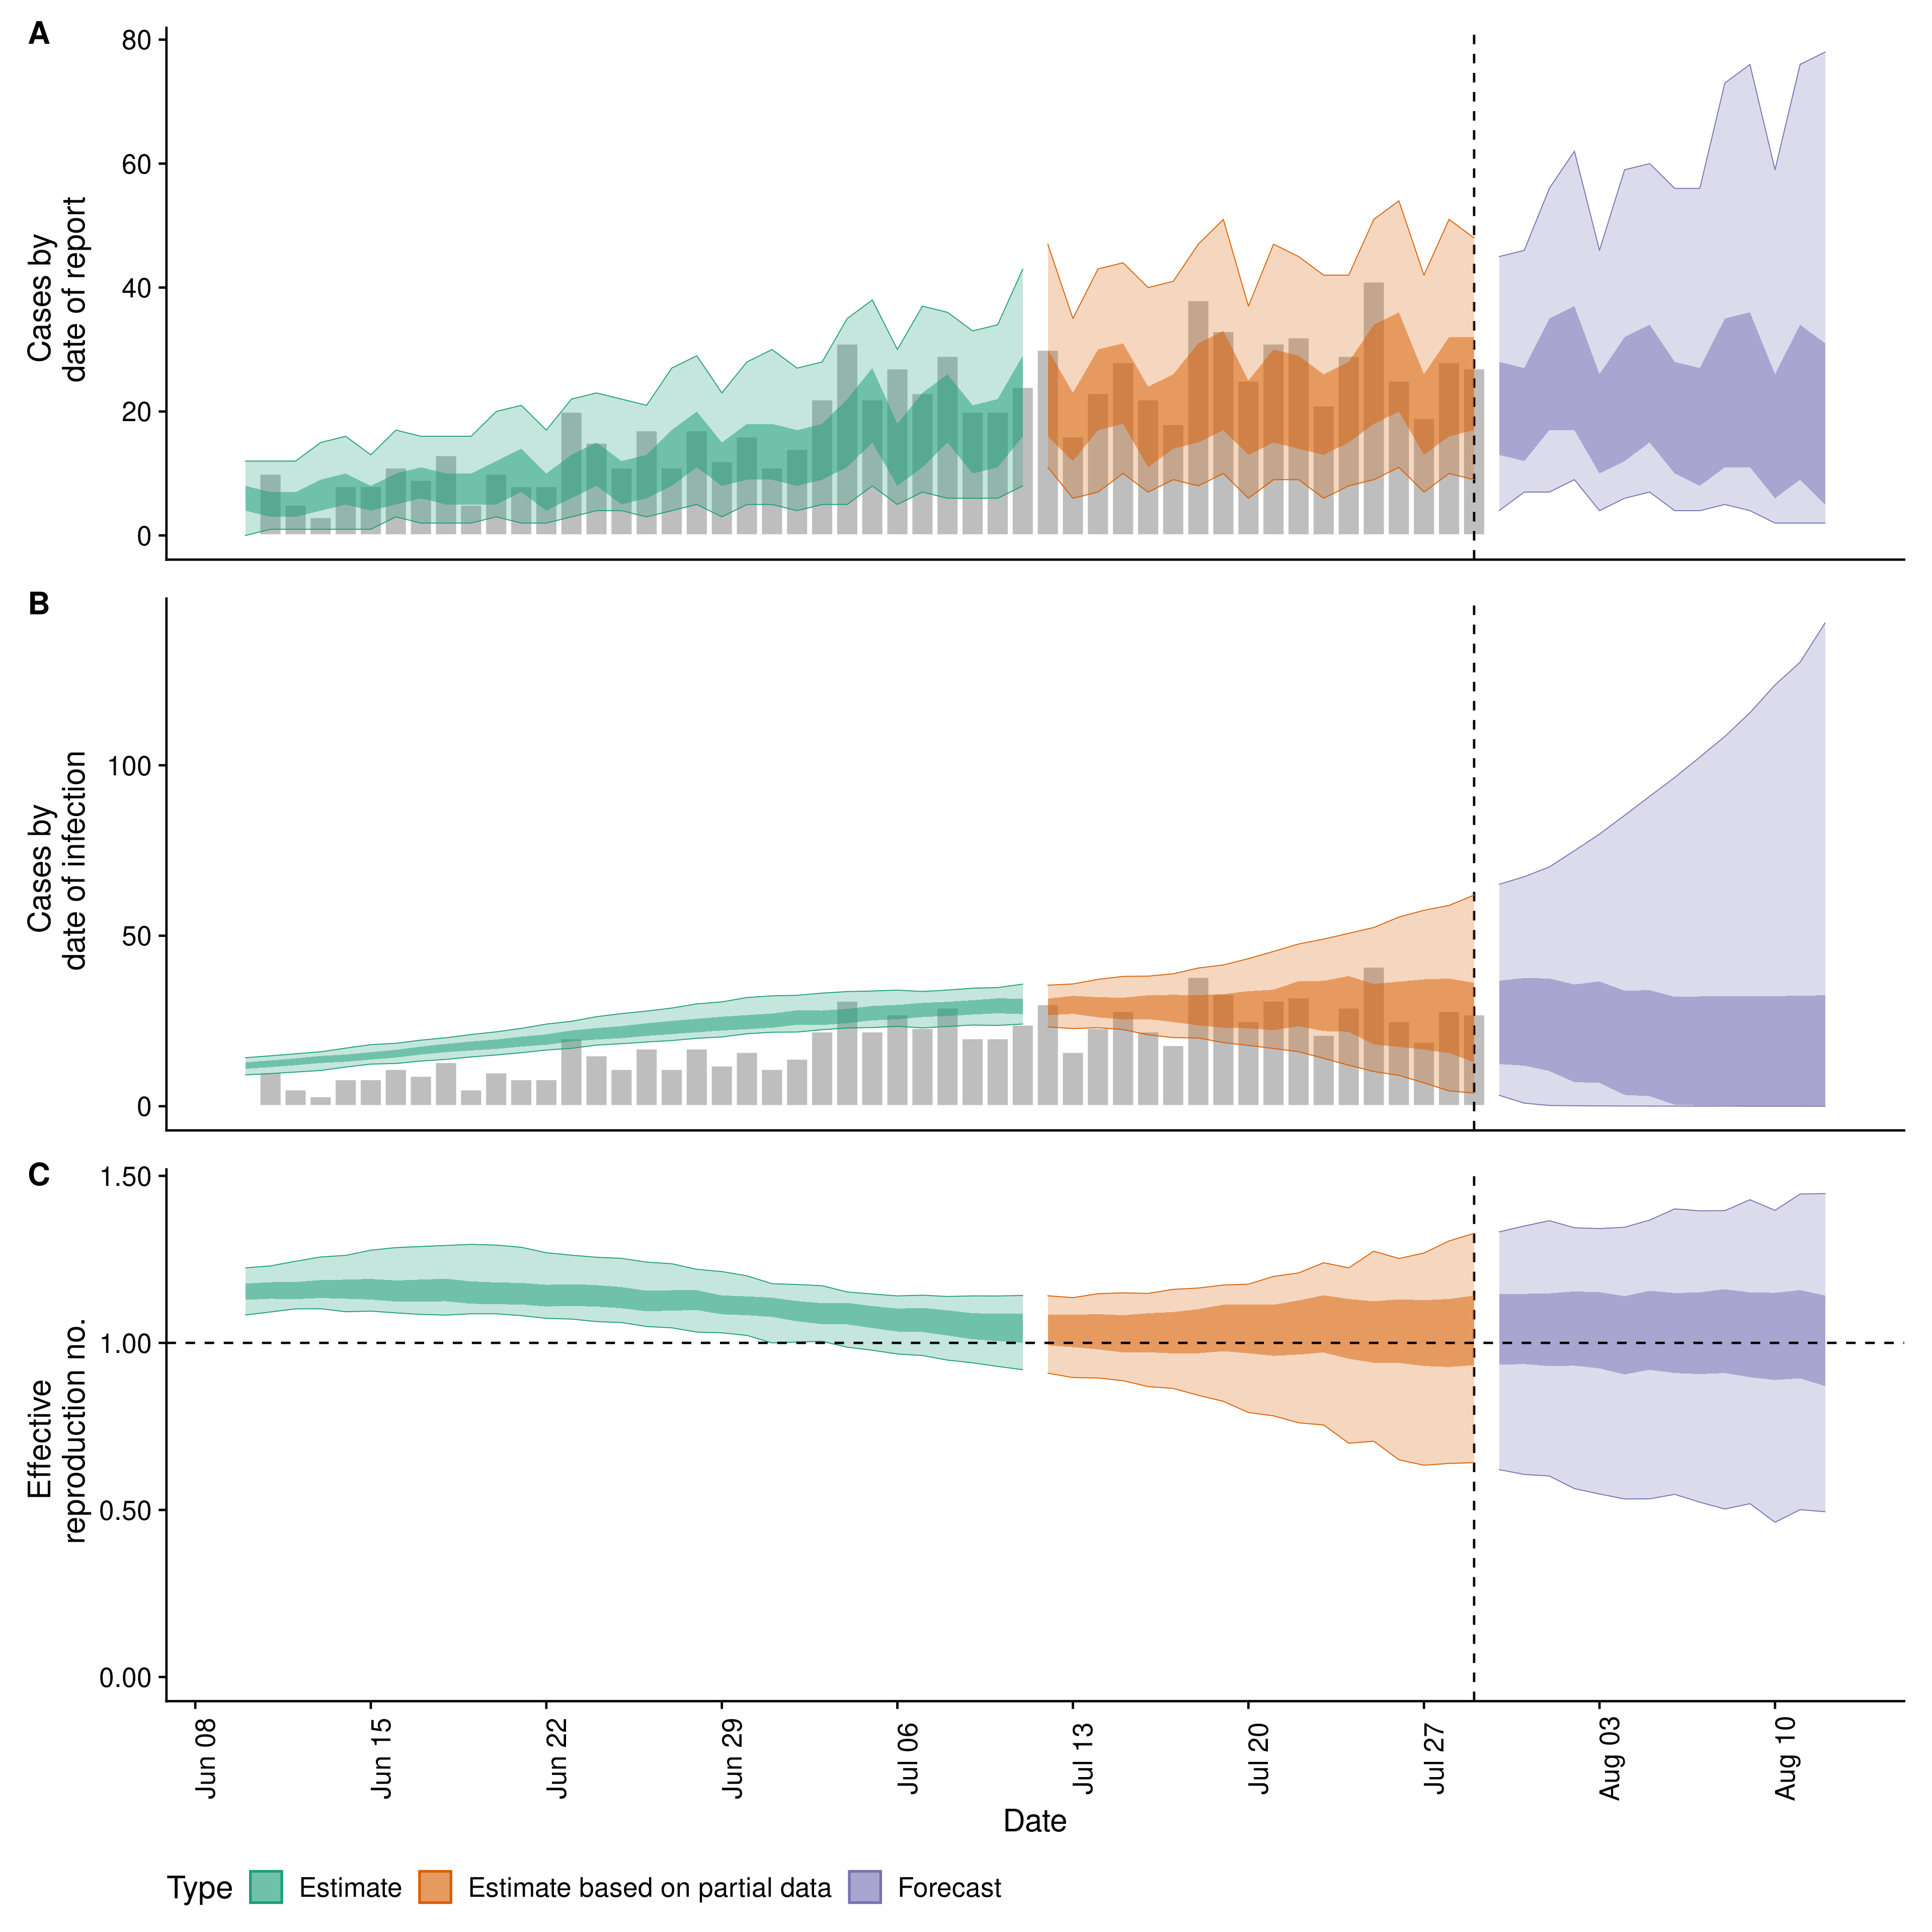 A
80
60
40
20
0
Cases by
date of report
B
100
50
0
Cases by
date of infection
C
1.50
1.00
0.50
0.00
Effective
reproduction no.
Jun 08
Jun 15
Jun 22
Jun 29
Jul 06
Jul 13
Jul 20
Jul 27
Aug 03
Aug 10
Date
Type Estimate Estimate based on partial data Forecast